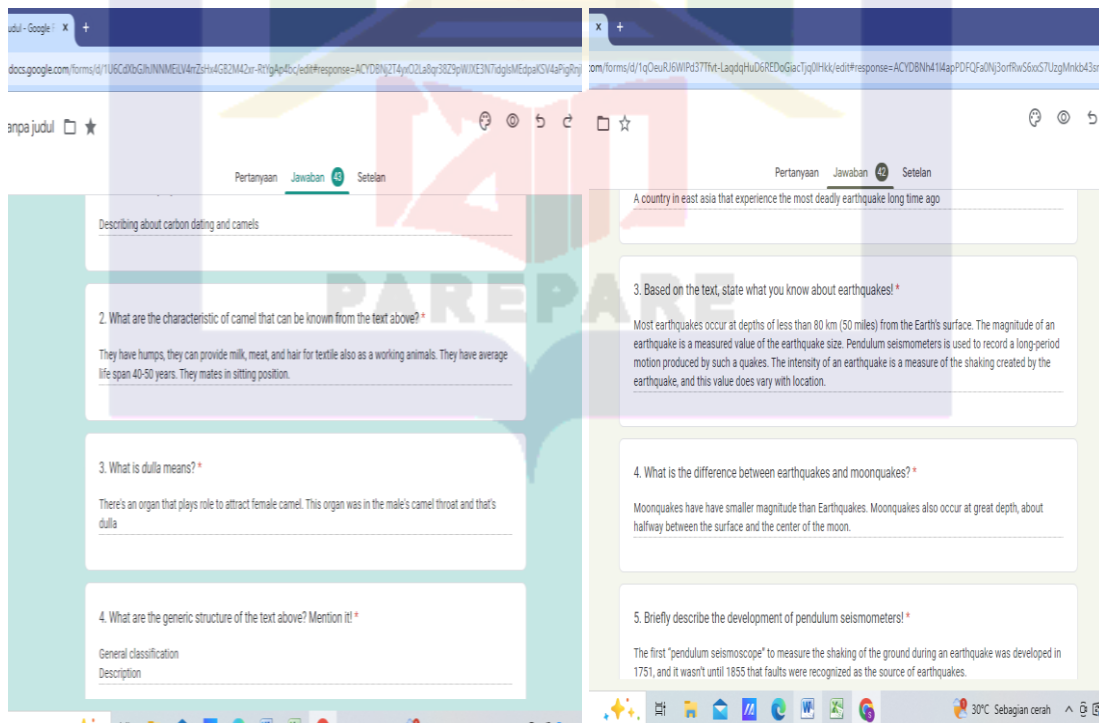 judul - Google
docs.google.com/forms/d/
anpa judul
Pertanyaan Jawaban 43 Setelan
Describing about carbon dating and camels
2. What are the characteristic of camel that can be known from the text above? *
They have humps, they can provide milk, meat, and hair for textile also as a working animals. They have average
life span 40-50 years. They mates in sitting position.
3. What is dulla means? *
There's an organ that plays role to attract female camel. This organ was in the male's camel throat and that's
dulla
4. What are the generic structure of the text above? Mention it! *
General classification
Description
Pertanyaan Jawaban 42 Setelan
A country in east asia that experience the most deadly earthquake long time ago
3. Based on the text, state what you know about earthquakes! *
Most earthquakes occur at depths of less than 80 km (50 miles) from the Earth's surface. The magnitude of an
earthquake is a measured value of the earthquake size. Pendulum seismometers is used to record a long-period
motion produced by such a quakes. The intensity of an earthquake is a measure of the shaking created by the
earthquake, and this value does vary with location.
4. What is the difference between earthquakes and moonquakes? *
Moonquakes have have smaller magnitude than Earthquakes. Moonquakes also occur at great depth, about
halfway between the surface and the center of the moon.
5. Briefly describe the development of pendulum seismometers! *
The first "pendulum seismoscope" to measure the shaking of the ground during an earthquake was developed in
1751, and it wasn't until 1855 that faults were recognized as the source of earthquakes.
30°C Sebagian cerah
PAREPARE